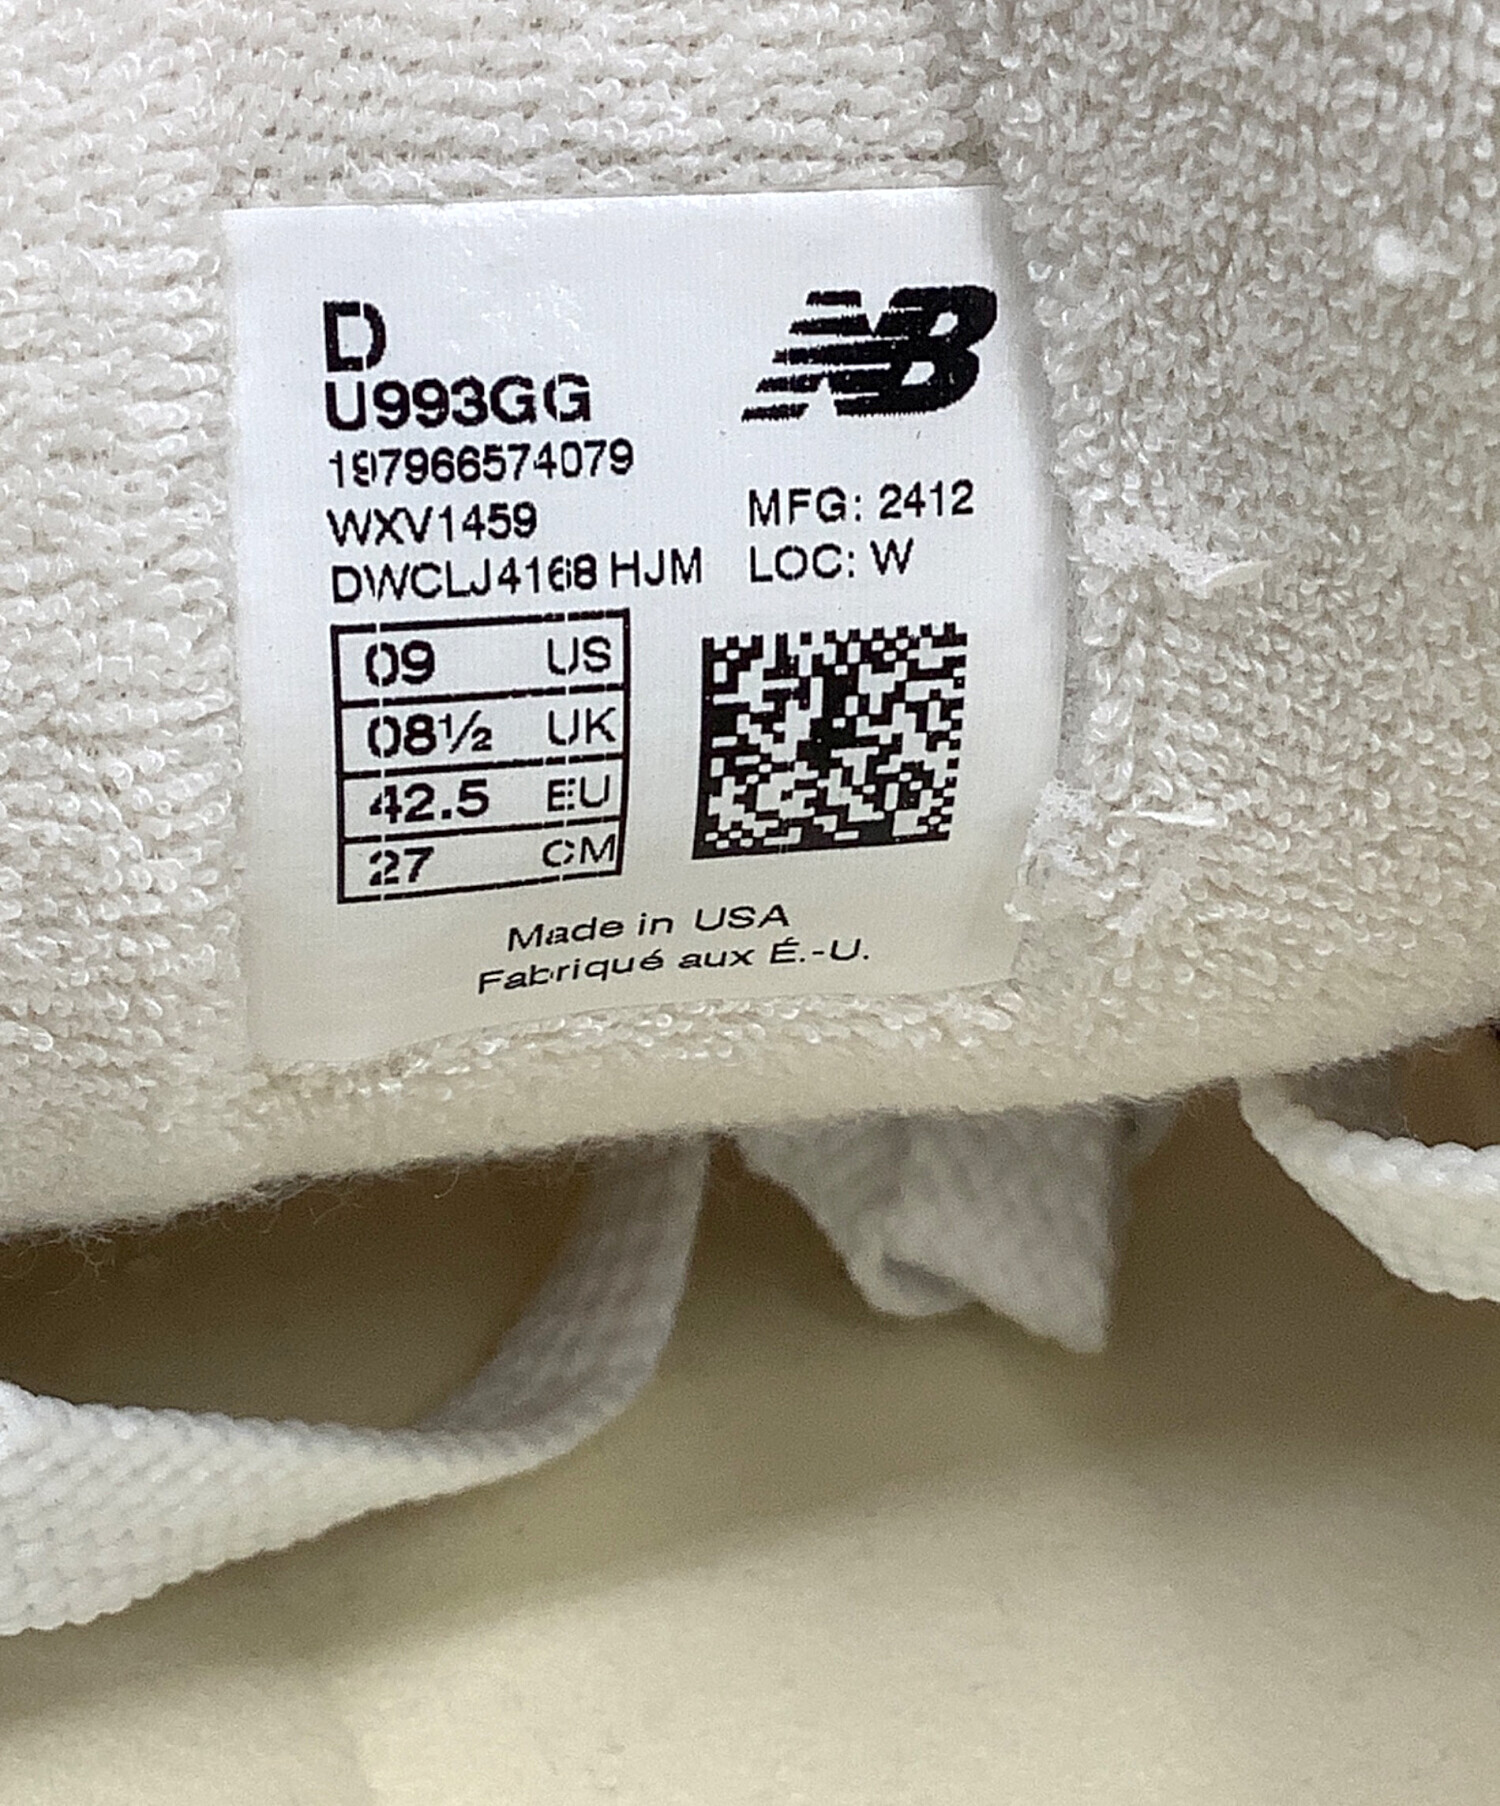 D
NB
U993GG
197966574079
WXV1459
MFG: 2412
DWCLJ4168 HJM
LOC: W
09 US
08½ UK
42.5 EU
27 CM
Made in USA
Fabriqué aux É.-U.